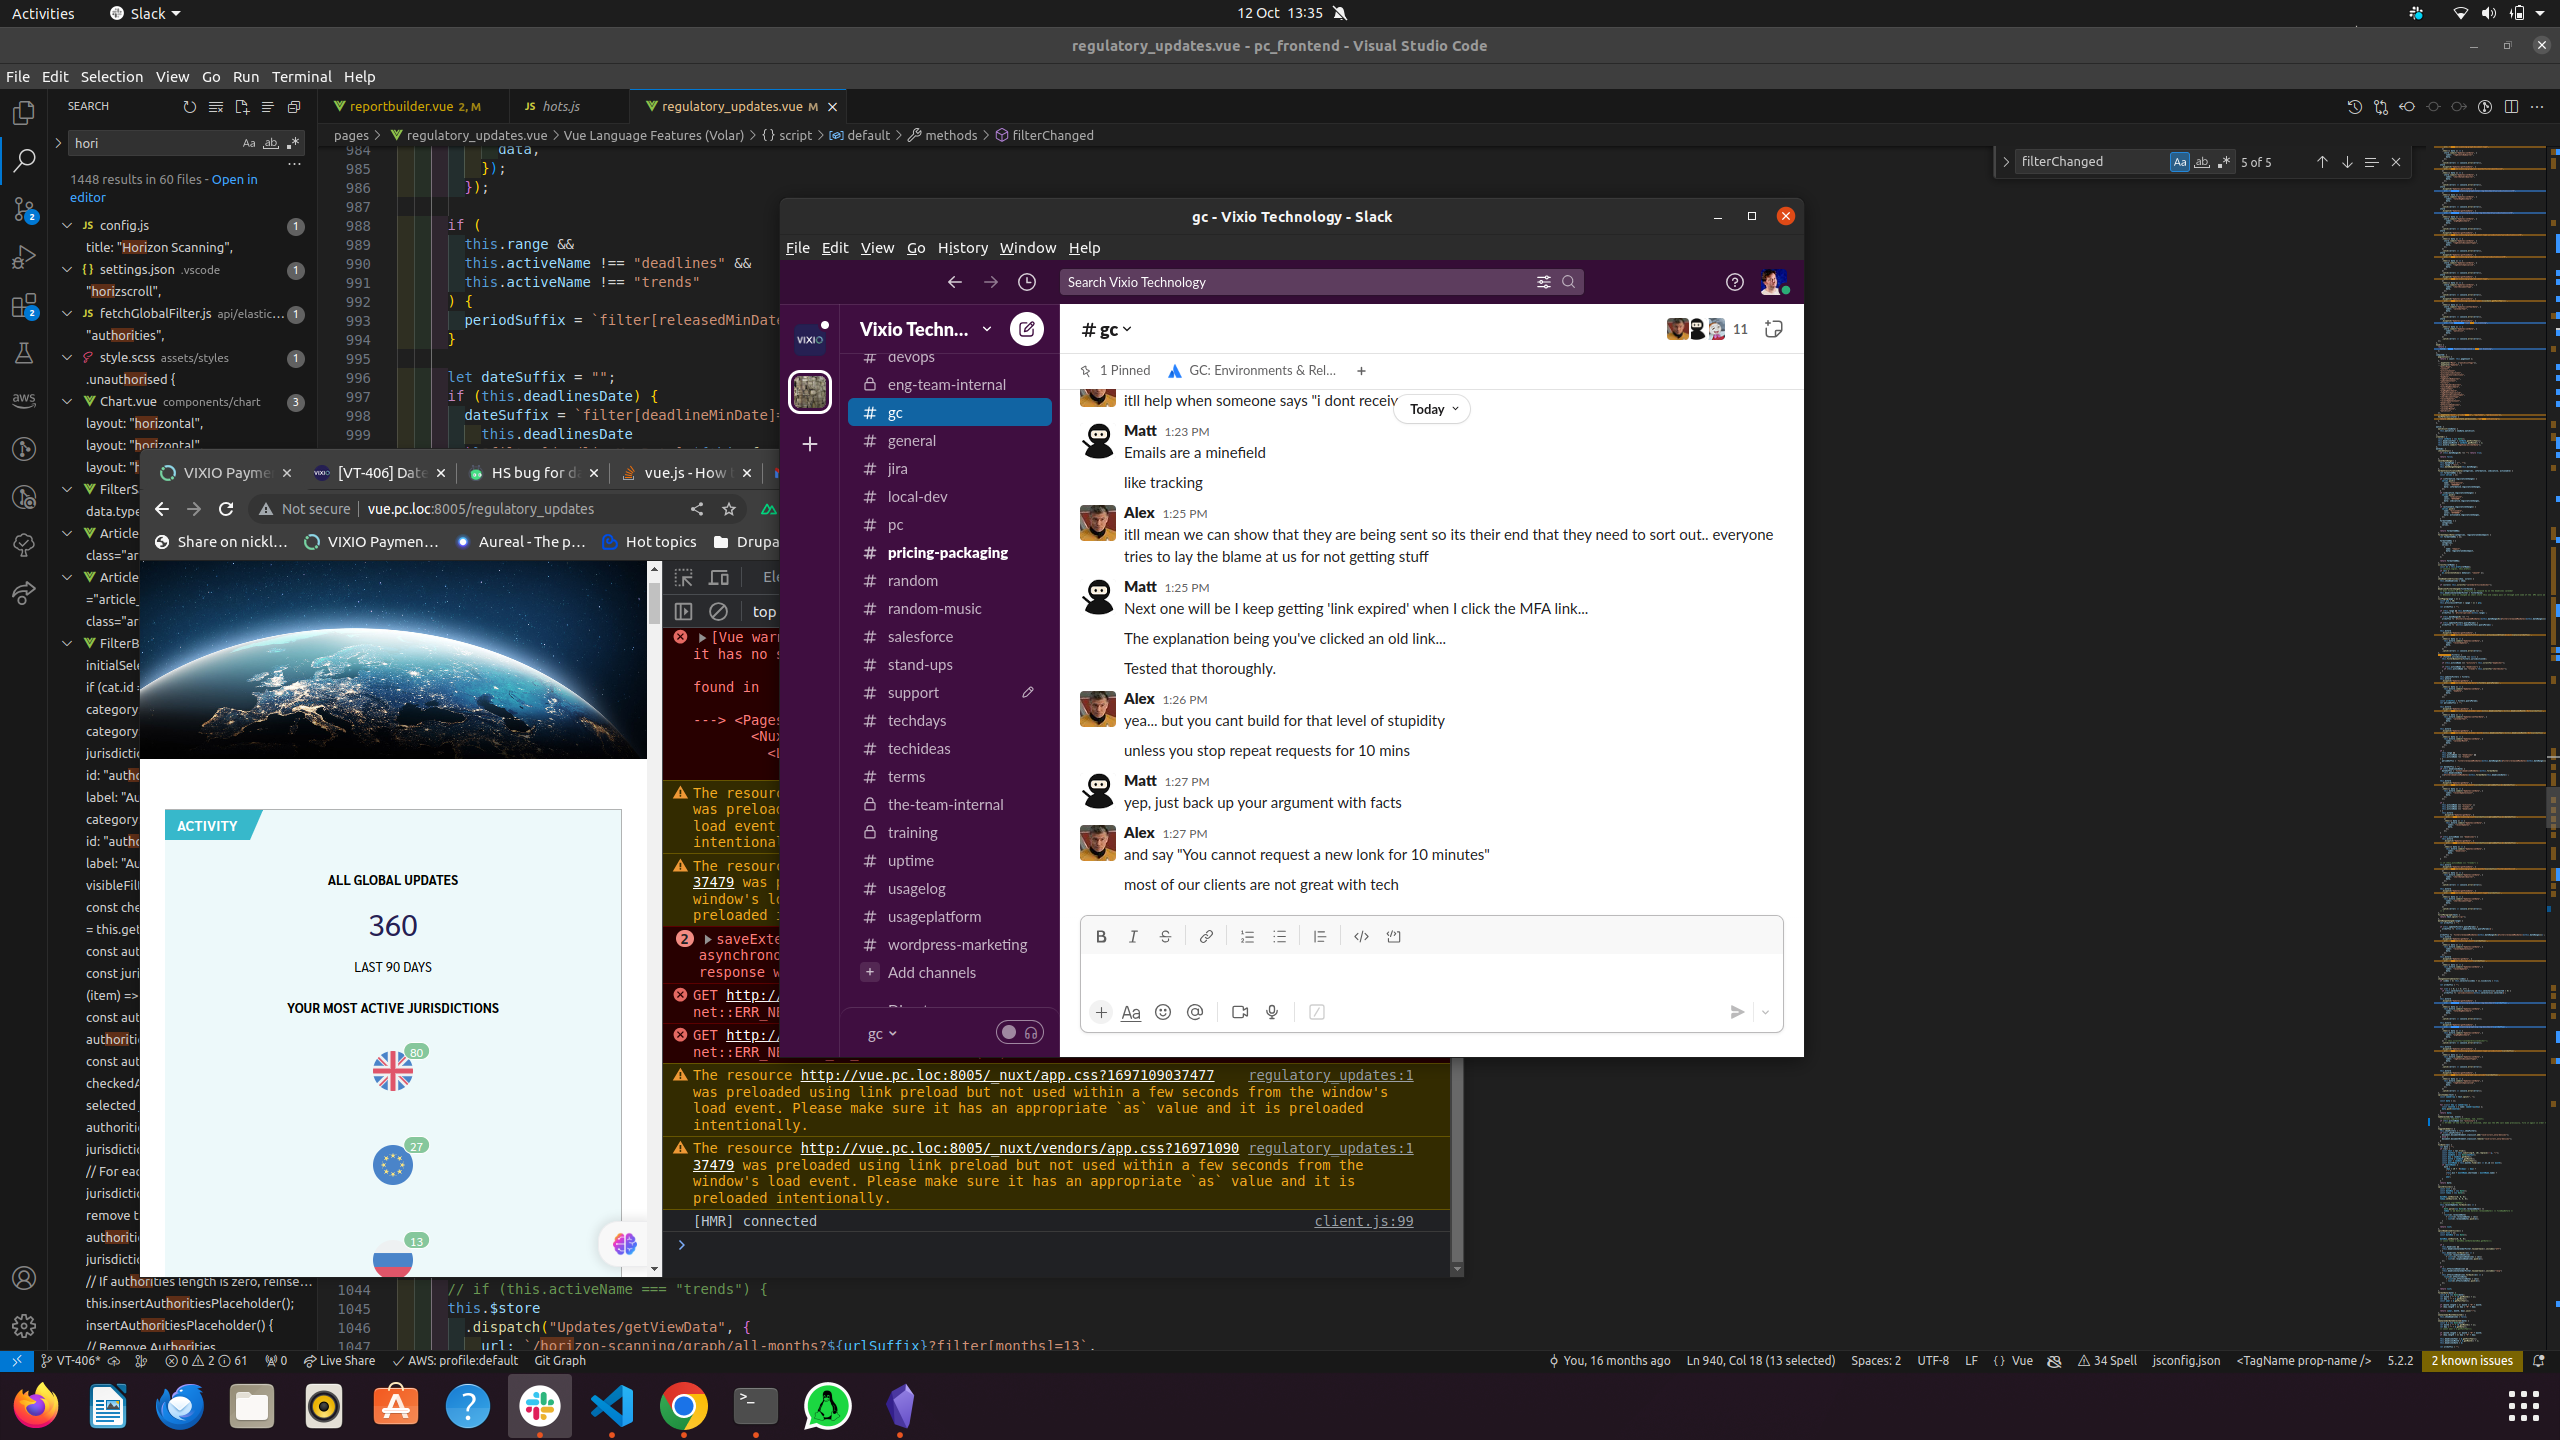 Activities
Slack
12 Oct 13:35
regulatory_updates.vue - pc_frontend - Visual Studio Code
File Edit Selection View Go Run Terminal Help
SEARCH
reportbuilder.vue 2, M
hots.js
regulatory_updates.vue M
hori
Aa ab
1448 results in 60 files - Open in
editor
pages > regulatory_updates.vue > Vue Language Features (Volar) > {} script > default > methods > filterChanged
filterChanged
Aa ab
5 of 5
JS config.js 1
title: "Horizon Scanning",
{} settings.json .vscode 1
"horizscroll",
JS fetchGlobalFilter.js api/elastic... 1
"authorities",
style.scss assets/styles 1
.unauthorised {
Chart.vue components/chart 3
layout: "horizontal",
layout: "horizontal"
984 data,
985 });
986 });
987
988 if (
989 this.range &&
990 this.activeName !== "deadlines" &&
991 this.activeName !== "trends"
992 ) {
993 periodSuffix = `filter[releasedMinDate
994 }
995
996 let dateSuffix = "";
997 if (this.deadlinesDate) {
998 dateSuffix = `filter[deadlineMinDate]=
999 this.deadlinesDate
layout: "h
FilterS
data.type
Article
class="ar
Article
="article_
class="ar
FilterB
initialSele
if (cat.id =
category
category
jurisdictio
id: "autho
label: "Au
category
id: "autho
label: "Au
visibleFilt
const che
= this.get
const aut
const juri
(item) =>
const aut
authoritie
const aut
checkedA
selected
authoritie
jurisdictio
// For eac
jurisdictio
remove t
authoritie
jurisdictio
// If authorities length is zero, reinse...
this.insertAuthoritiesPlaceholder();
insertAuthoritiesPlaceholder() {
// Remove Authorities
VIXIO Paymen
[VT-406] Date
HS bug for de
vue.js - How t
Not secure
vue.pc.loc:8005/regulatory_updates
Share on nickl...
VIXIO Paymen...
Aureal - The p...
Hot topics
Drupa
ACTIVITY
ALL GLOBAL UPDATES
360
LAST 90 DAYS
YOUR MOST ACTIVE JURISDICTIONS
80
27
13
Ele
top
[Vue warn
it has no s
found in
---> <Pages
<Nux
<L
The resourc
was preload
load event
intentional
The resourc
37479 was p
window's lo
preloaded i
2 saveExte
asynchrono
response w
GET http://
net::ERR_NE
GET http://
net::ERR_NE
The resource http://vue.pc.loc:8005/_nuxt/app.css?1697109037477 regulatory_updates:1
was preloaded using link preload but not used within a few seconds from the window's
load event. Please make sure it has an appropriate `as` value and it is preloaded
intentionally.
The resource http://vue.pc.loc:8005/_nuxt/vendors/app.css?16971090 regulatory_updates:1
37479 was preloaded using link preload but not used within a few seconds from the
window's load event. Please make sure it has an appropriate `as` value and it is
preloaded intentionally.
[HMR] connected client.js:99
gc - Vixio Technology - Slack
File Edit View Go History Window Help
Search Vixio Technology
VIXIO
Vixio Techn...
# devops
eng-team-internal
# gc
# general
# jira
# local-dev
# pc
# pricing-packaging
# random
# random-music
# salesforce
# stand-ups
# support
# techdays
# techideas
# terms
the-team-internal
training
# uptime
# usagelog
# usageplatform
# wordpress-marketing
+ Add channels
gc
# gc
11
1 Pinned
GC: Environments & Rel...
+
itll help when someone says "i dont receiv
Today
Matt 1:23 PM
Emails are a minefield
like tracking
Alex 1:25 PM
itll mean we can show that they are being sent so its their end that they need to sort out.. everyone
tries to lay the blame at us for not getting stuff
Matt 1:25 PM
Next one will be I keep getting 'link expired' when I click the MFA link...
The explanation being you've clicked an old link...
Tested that thoroughly.
Alex 1:26 PM
yea... but you cant build for that level of stupidity
unless you stop repeat requests for 10 mins
Matt 1:27 PM
yep, just back up your argument with facts
Alex 1:27 PM
and say "You cannot request a new lonk for 10 minutes"
most of our clients are not great with tech
B I S
Aa
1044 // if (this.activeName === "trends") {
1045 this.$store
1046 .dispatch("Updates/getViewData", {
1047 url: `/horizon-scanning/graph/all-months?${urlSuffix}?filter[months]=13`,
VT-406*
0 2 61
0
Live Share
AWS: profile:default
Git Graph
You, 16 months ago
Ln 940, Col 18 (13 selected)
Spaces: 2
UTF-8
LF
{} Vue
34 Spell
jsconfig.json
<TagName prop-name />
5.2.2
2 known issues